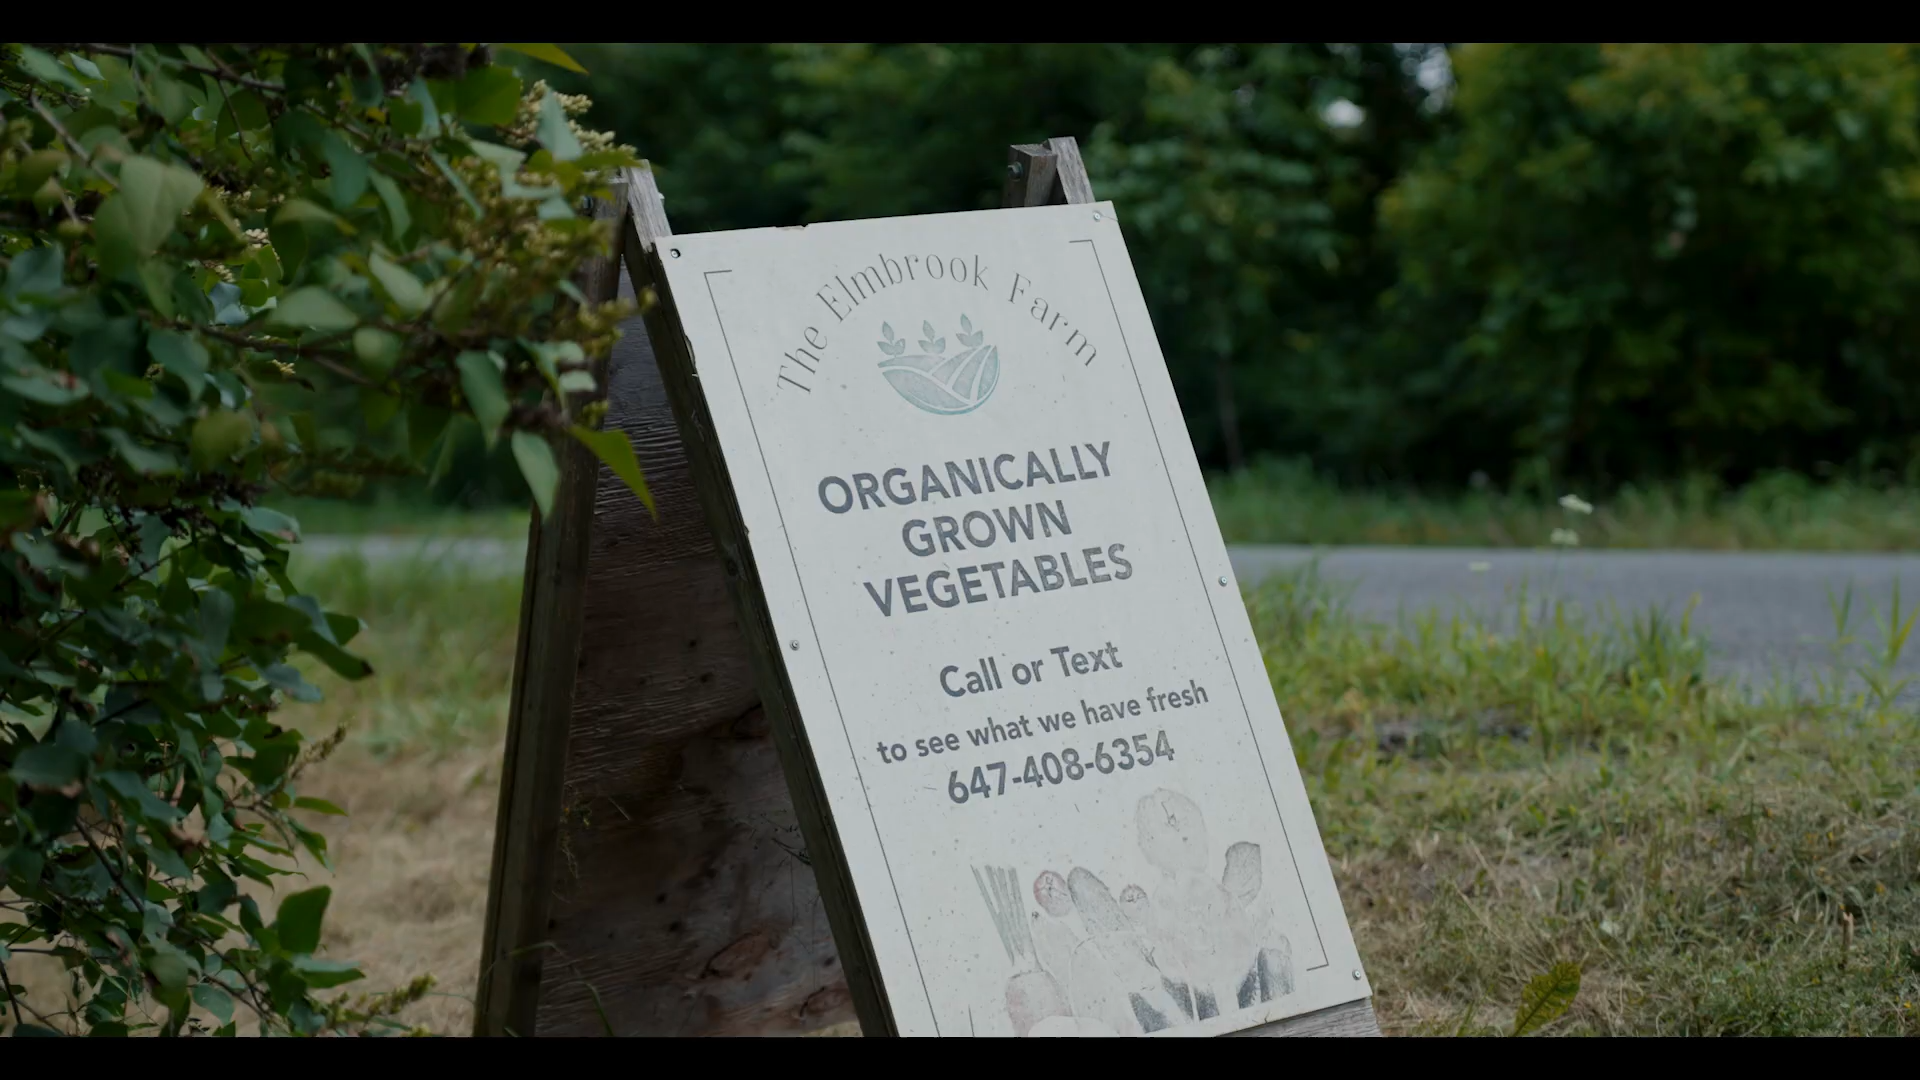 The Elmbrook Farm
ORGANICALLY
GROWN
VEGETABLES
Call or Text
to see what we have fresh
647-408-6354